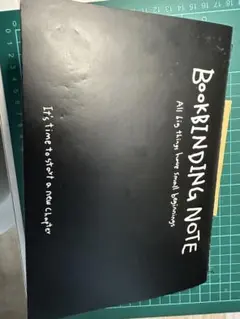 BOOKBINDING NOTE
All big things have small beginnings
It's time to start a new chapter